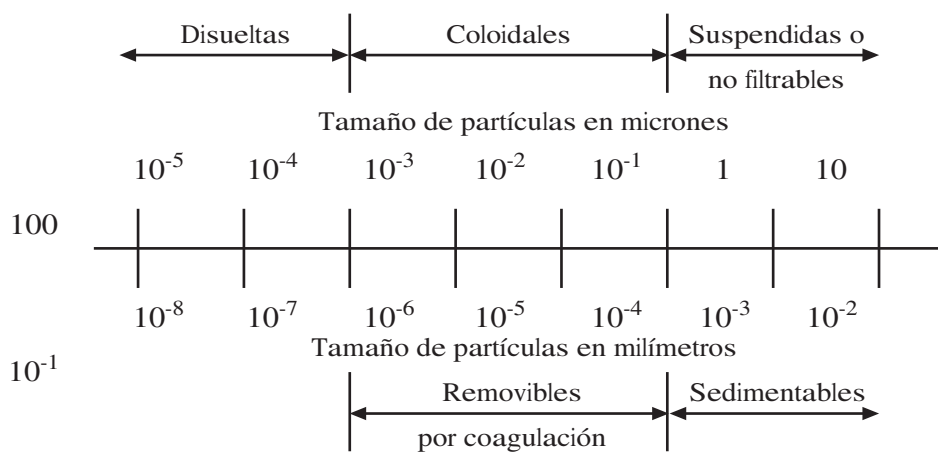 Disueltas Coloidales Suspendidas o
no filtrables
Tamaño de partículas en micrones
10⁻⁵ 10⁻⁴ 10⁻³ 10⁻² 10⁻¹ 1 10
100
10⁻⁸ 10⁻⁷ 10⁻⁶ 10⁻⁵ 10⁻⁴ 10⁻³ 10⁻²
Tamaño de partículas en milímetros
10⁻¹
Removibles Sedimentables
por coagulación